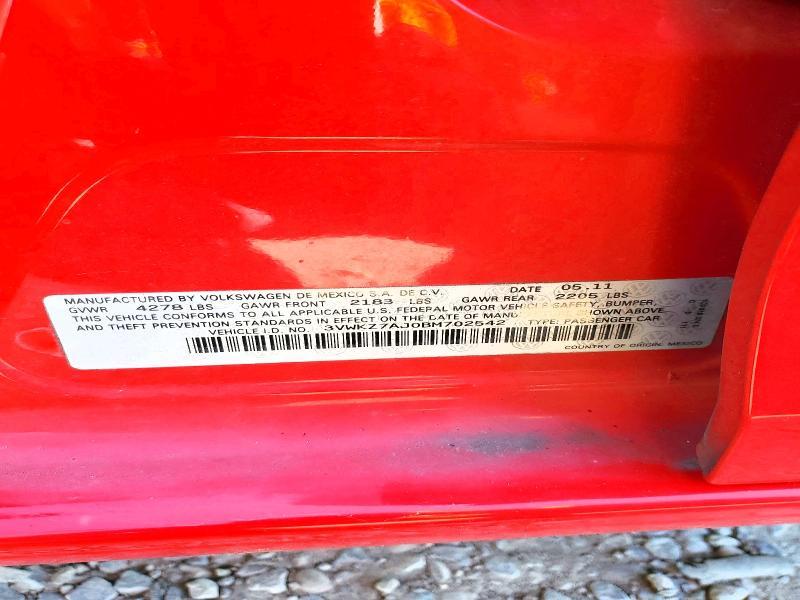 MANUFACTURED BY VOLKSWAGEN DE MEXICO S.A. DE C.V. DATE 05.11
GVWR 4278 LBS GAWR FRONT 2183 LBS GAWR REAR 2205 LBS
THIS VEHICLE CONFORMS TO ALL APPLICABLE U.S. FEDERAL MOTOR VEHICLE SAFETY, BUMPER,
AND THEFT PREVENTION STANDARDS IN EFFECT ON THE DATE OF MANU SHOWN ABOVE.
VEHICLE I.D. NO. 3VWKZ7AJ0BM702542 TYPE: PASSENGER CAR
COUNTRY OF ORIGIN: MEXICO